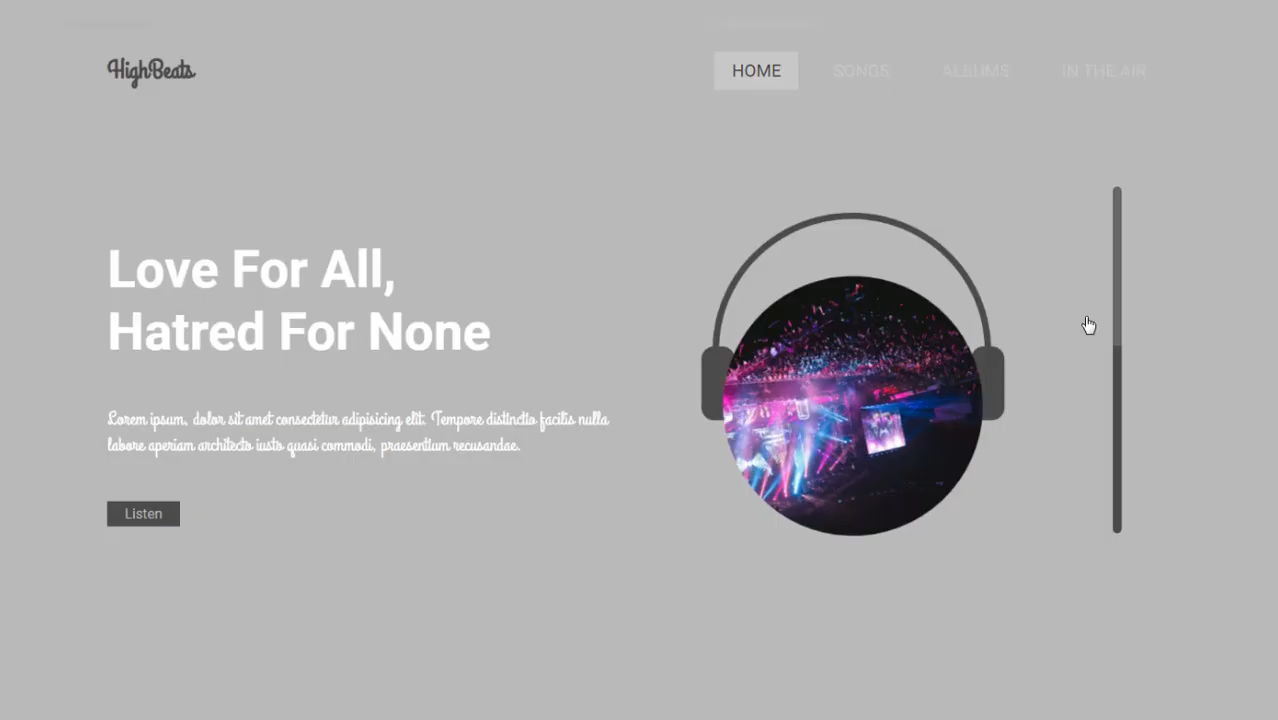 HighBeats
HOME SONGS ALBUMS IN THE AIR
Love For All,
Hatred For None
Lorem ipsum, dolor sit amet consectetur adipisicing elit. Tempore distinctio facilis nulla
labore aperiam architecto iusto quasi commodi, praesentium recusandae.
Listen